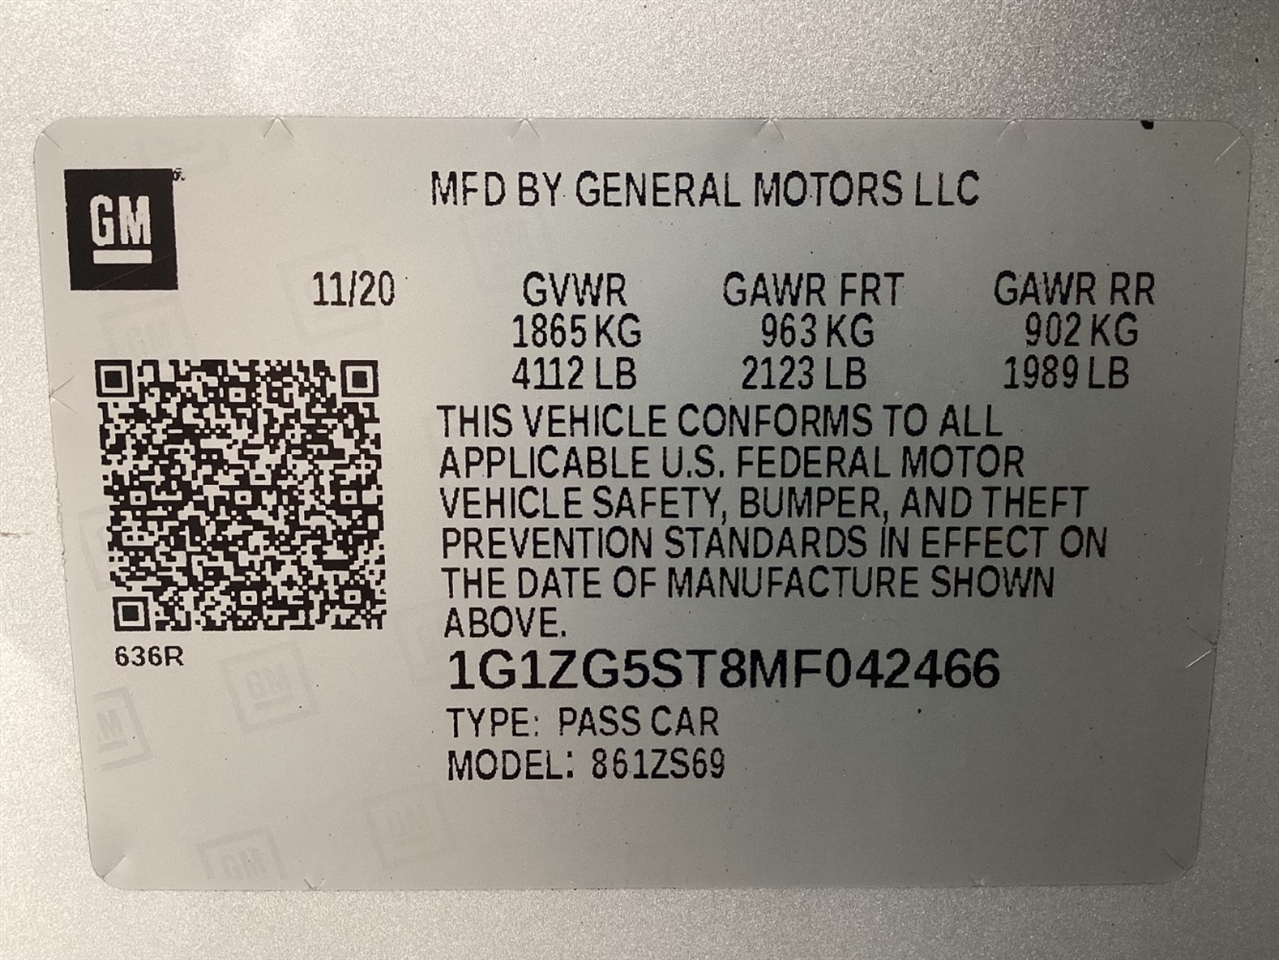 GM
MFD BY GENERAL MOTORS LLC
11/20 GVWR GAWR FRT GAWR RR
1865 KG 963 KG 902 KG
4112 LB 2123 LB 1989 LB
THIS VEHICLE CONFORMS TO ALL
APPLICABLE U.S. FEDERAL MOTOR
VEHICLE SAFETY, BUMPER, AND THEFT
PREVENTION STANDARDS IN EFFECT ON
THE DATE OF MANUFACTURE SHOWN
ABOVE.
636R
1G1ZG5ST8MF042466
TYPE: PASS CAR
MODEL: 861ZS69